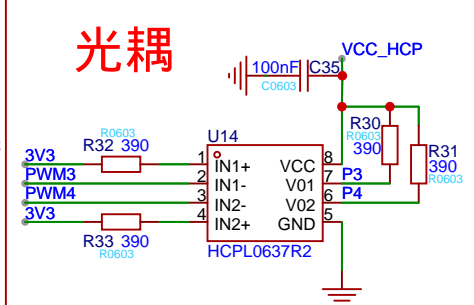 光耦
VCC_HCP
100nF C35
C0603
R0603
R32 390
3V3
PWM3
PWM4
3V3
R33 390
R0603
U14
1 IN1+ VCC 8
2 IN1- V01 7 P3
3 IN2- V02 6 P4
4 IN2+ GND 5
HCPL0637R2
R30
R0603
390
R31
390
R0603